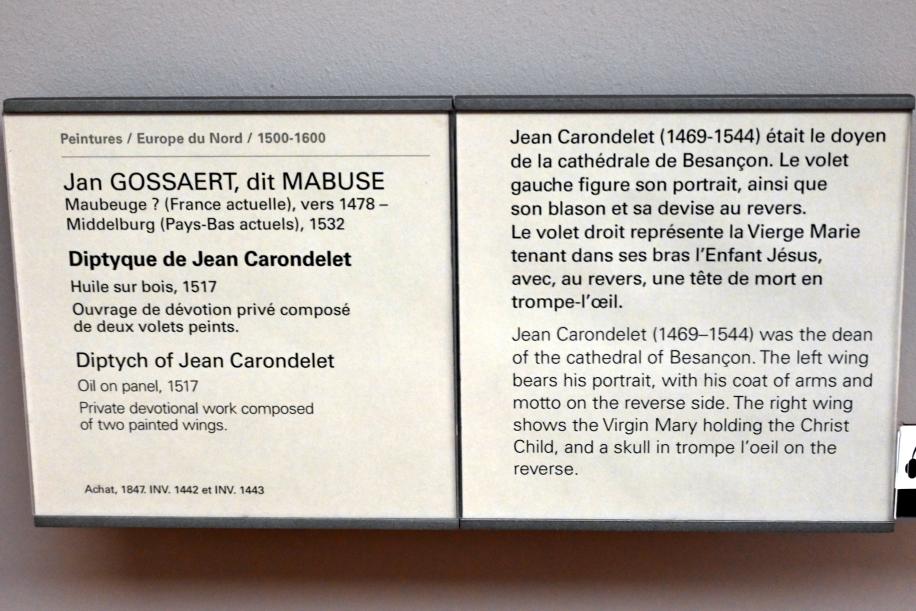 Peintures / Europe du Nord / 1500-1600
Jan GOSSAERT, dit MABUSE
Maubeuge ? (France actuelle), vers 1478 –
Middelburg (Pays-Bas actuels), 1532
Diptyque de Jean Carondelet
Huile sur bois, 1517
Ouvrage de dévotion privé composé
de deux volets peints.
Diptych of Jean Carondelet
Oil on panel, 1517
Private devotional work composed
of two painted wings.
Achat, 1847. INV. 1442 et INV. 1443
Jean Carondelet (1469-1544) était le doyen
de la cathédrale de Besançon. Le volet
gauche figure son portrait, ainsi que
son blason et sa devise au revers.
Le volet droit représente la Vierge Marie
tenant dans ses bras l'Enfant Jésus,
avec, au revers, une tête de mort en
trompe-l'œil.
Jean Carondelet (1469–1544) was the dean
of the cathedral of Besançon. The left wing
bears his portrait, with his coat of arms and
motto on the reverse side. The right wing
shows the Virgin Mary holding the Christ
Child, and a skull in trompe l'oeil on the
reverse.